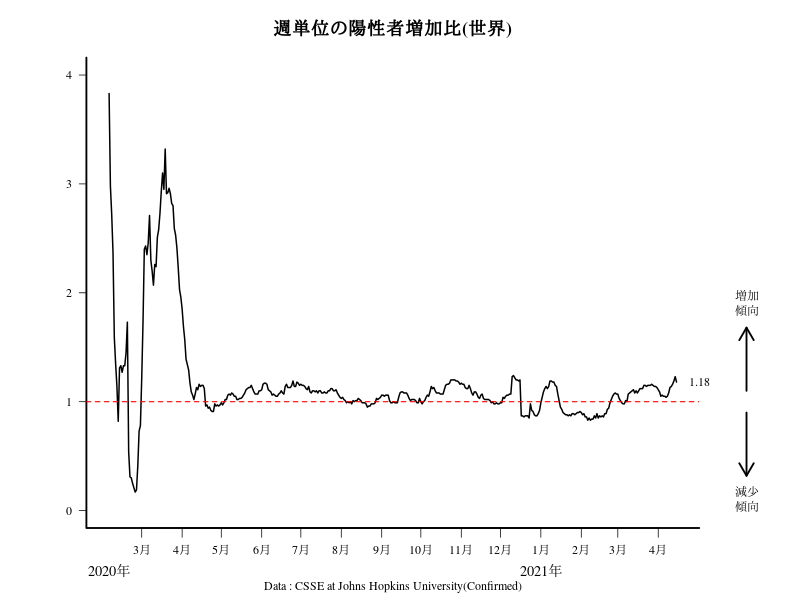 週単位の陽性者増加比(世界)
4
3
2
1
0
増加
傾向
1.18
減少
傾向
3月 4月 5月 6月 7月 8月 9月 10月 11月 12月 1月 2月 3月 4月
2020年 2021年
Data : CSSE at Johns Hopkins University(Confirmed)